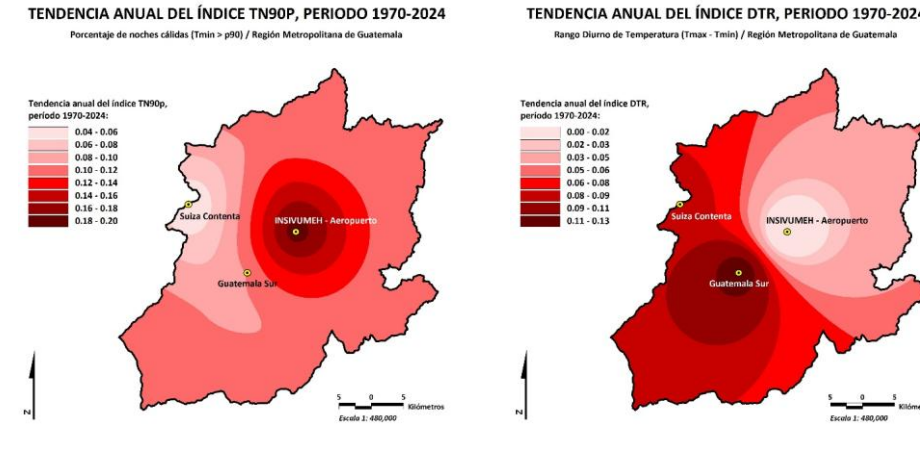 TENDENCIA ANUAL DEL ÍNDICE TN90P, PERIODO 1970-2024
Porcentaje de noches cálidas (Tmin > p90) / Región Metropolitana de Guatemala
Tendencia anual del índice TN90p,
período 1970-2024:
0.04 - 0.06
0.06 - 0.08
0.08 - 0.10
0.10 - 0.12
0.12 - 0.14
0.14 - 0.16
0.16 - 0.18
0.18 - 0.20
Suiza Contenta
INSIVUMEH - Aeropuerto
Guatemala Sur
N
5 0 5
Kilómetros
Escala 1: 480,000
TENDENCIA ANUAL DEL ÍNDICE DTR, PERIODO 1970-2024
Rango Diurno de Temperatura (Tmax - Tmin) / Región Metropolitana de Guatemala
Tendencia anual del índice DTR,
período 1970-2024:
0.00 - 0.02
0.02 - 0.03
0.03 - 0.05
0.05 - 0.06
0.06 - 0.08
0.08 - 0.09
0.09 - 0.11
0.11 - 0.13
Suiza Contenta
INSIVUMEH - Aeropuerto
Guatemala Sur
N
5 0 5
Kilóme
Escala 1: 480,000